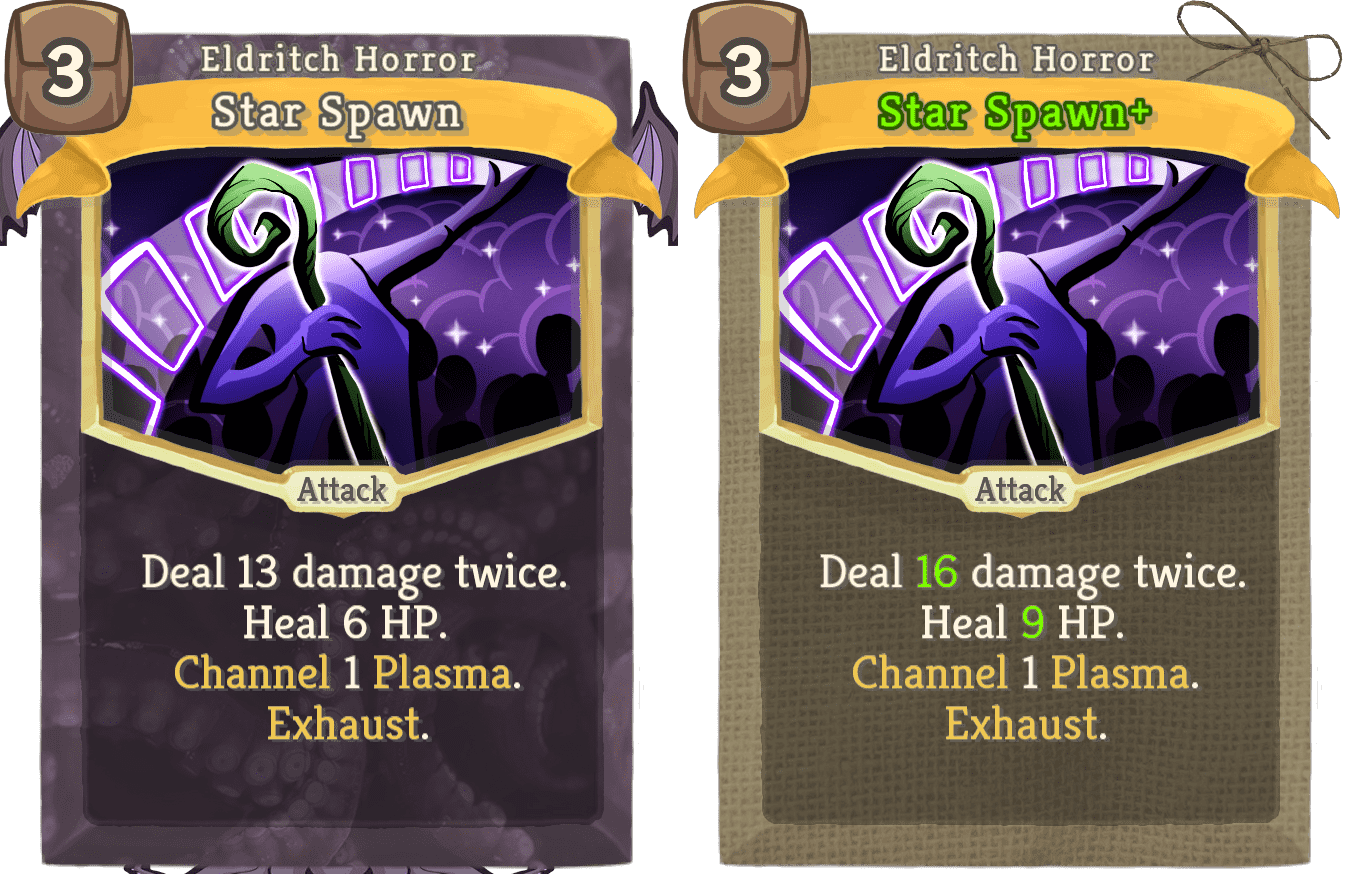 3
Eldritch Horror
Star Spawn
Attack
Deal 13 damage twice.
Heal 6 HP.
Channel 1 Plasma.
Exhaust.
3
Eldritch Horror
Star Spawn+
Attack
Deal 16 damage twice.
Heal 9 HP.
Channel 1 Plasma.
Exhaust.